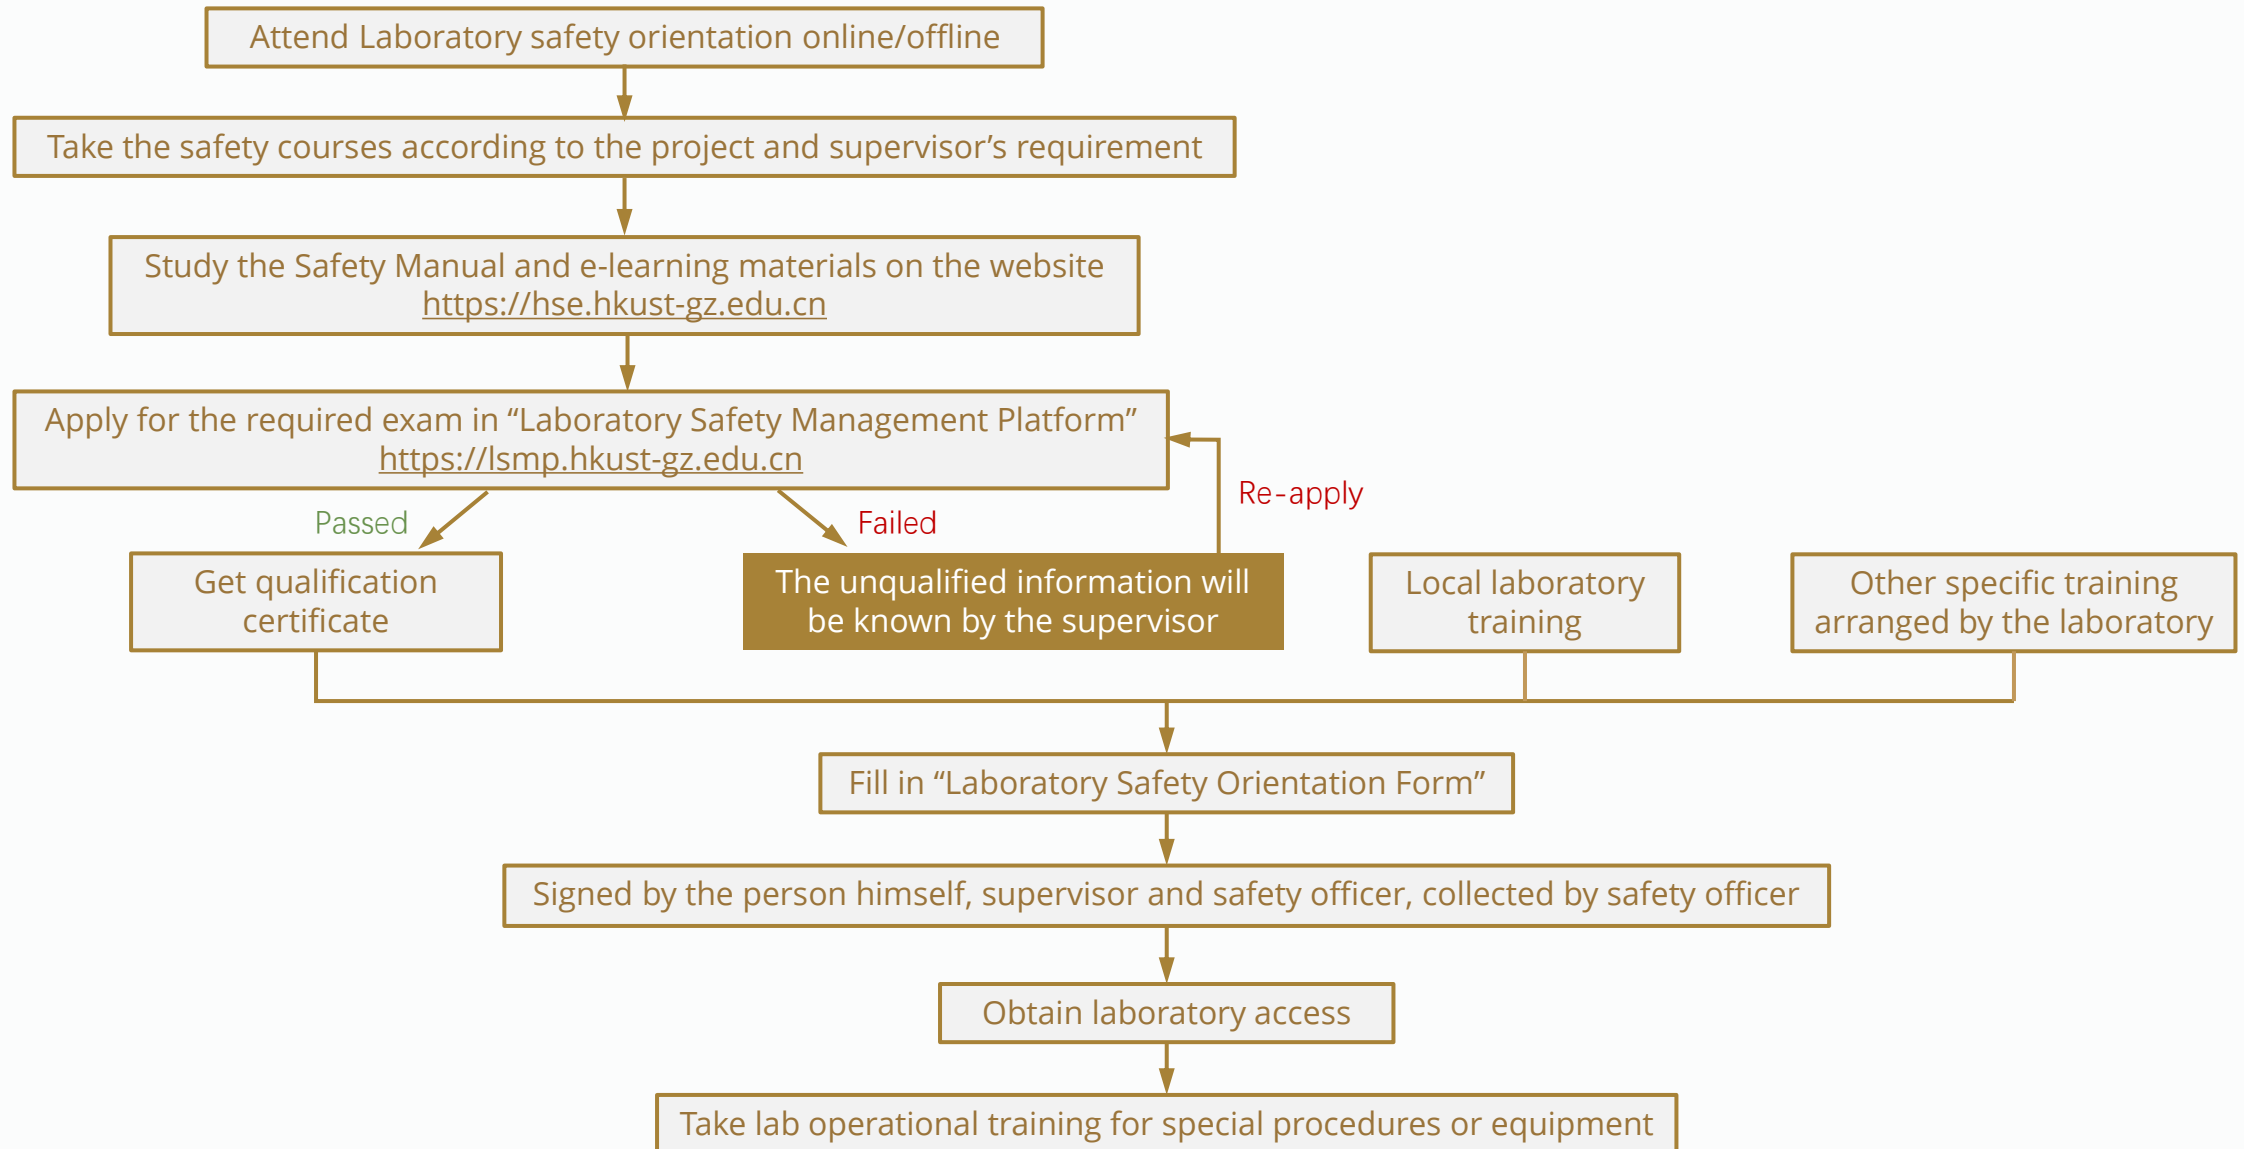 Attend Laboratory safety orientation online/offline
Take the safety courses according to the project and supervisor’s requirement
Study the Safety Manual and e-learning materials on the website
https://hse.hkust-gz.edu.cn
Apply for the required exam in “Laboratory Safety Management Platform”
https://lsmp.hkust-gz.edu.cn
Re-apply
Passed
Failed
Get qualification
certificate
The unqualified information will
be known by the supervisor
Local laboratory
training
Other specific training
arranged by the laboratory
Fill in “Laboratory Safety Orientation Form”
Signed by the person himself, supervisor and safety officer, collected by safety officer
Obtain laboratory access
Take lab operational training for special procedures or equipment